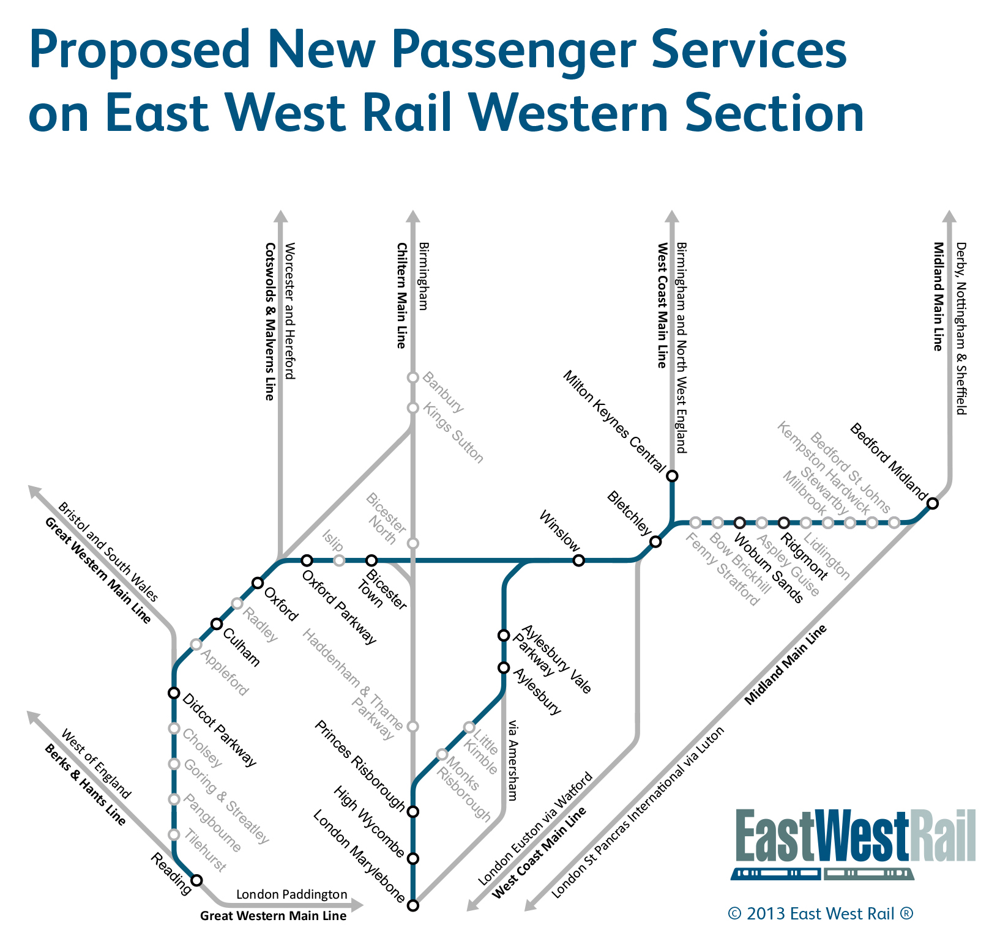 Proposed New Passenger Services
on East West Rail Western Section
Worcester and Hereford
Cotswolds & Malverns Line
Birmingham
Chiltern Main Line
Birmingham and North West England
West Coast Main Line
Derby, Nottingham & Sheffield
Midland Main Line
Banbury
Kings Sutton
Milton Keynes Central
Bedford Midland
Bedford St Johns
Kempston Hardwick
Stewartby
Millbrook
Bristol and South Wales
Great Western Main Line
Bicester
North
Islip
Winslow
Bletchley
Fenny Stratford
Bow Brickhill
Woburn Sands
Aspley Guise
Ridgmont
Lidlington
Oxford Parkway
Bicester
Town
Oxford
Radley
Culham
Appleford
Haddenham & Thame
Parkway
Aylesbury Vale
Parkway
Aylesbury
Midland Main Line
Didcot Parkway
Cholsey
Goring & Streatley
Pangbourne
Tilehurst
Reading
West of England
Berks & Hants Line
Princes Risborough
High Wycombe
London Marylebone
Little
Kimble
Monks
Risborough
via Amersham
London Euston via Watford
West Coast Main Line
London St Pancras International via Luton
London Paddington
Great Western Main Line
EastWestRail
© 2013 East West Rail ®